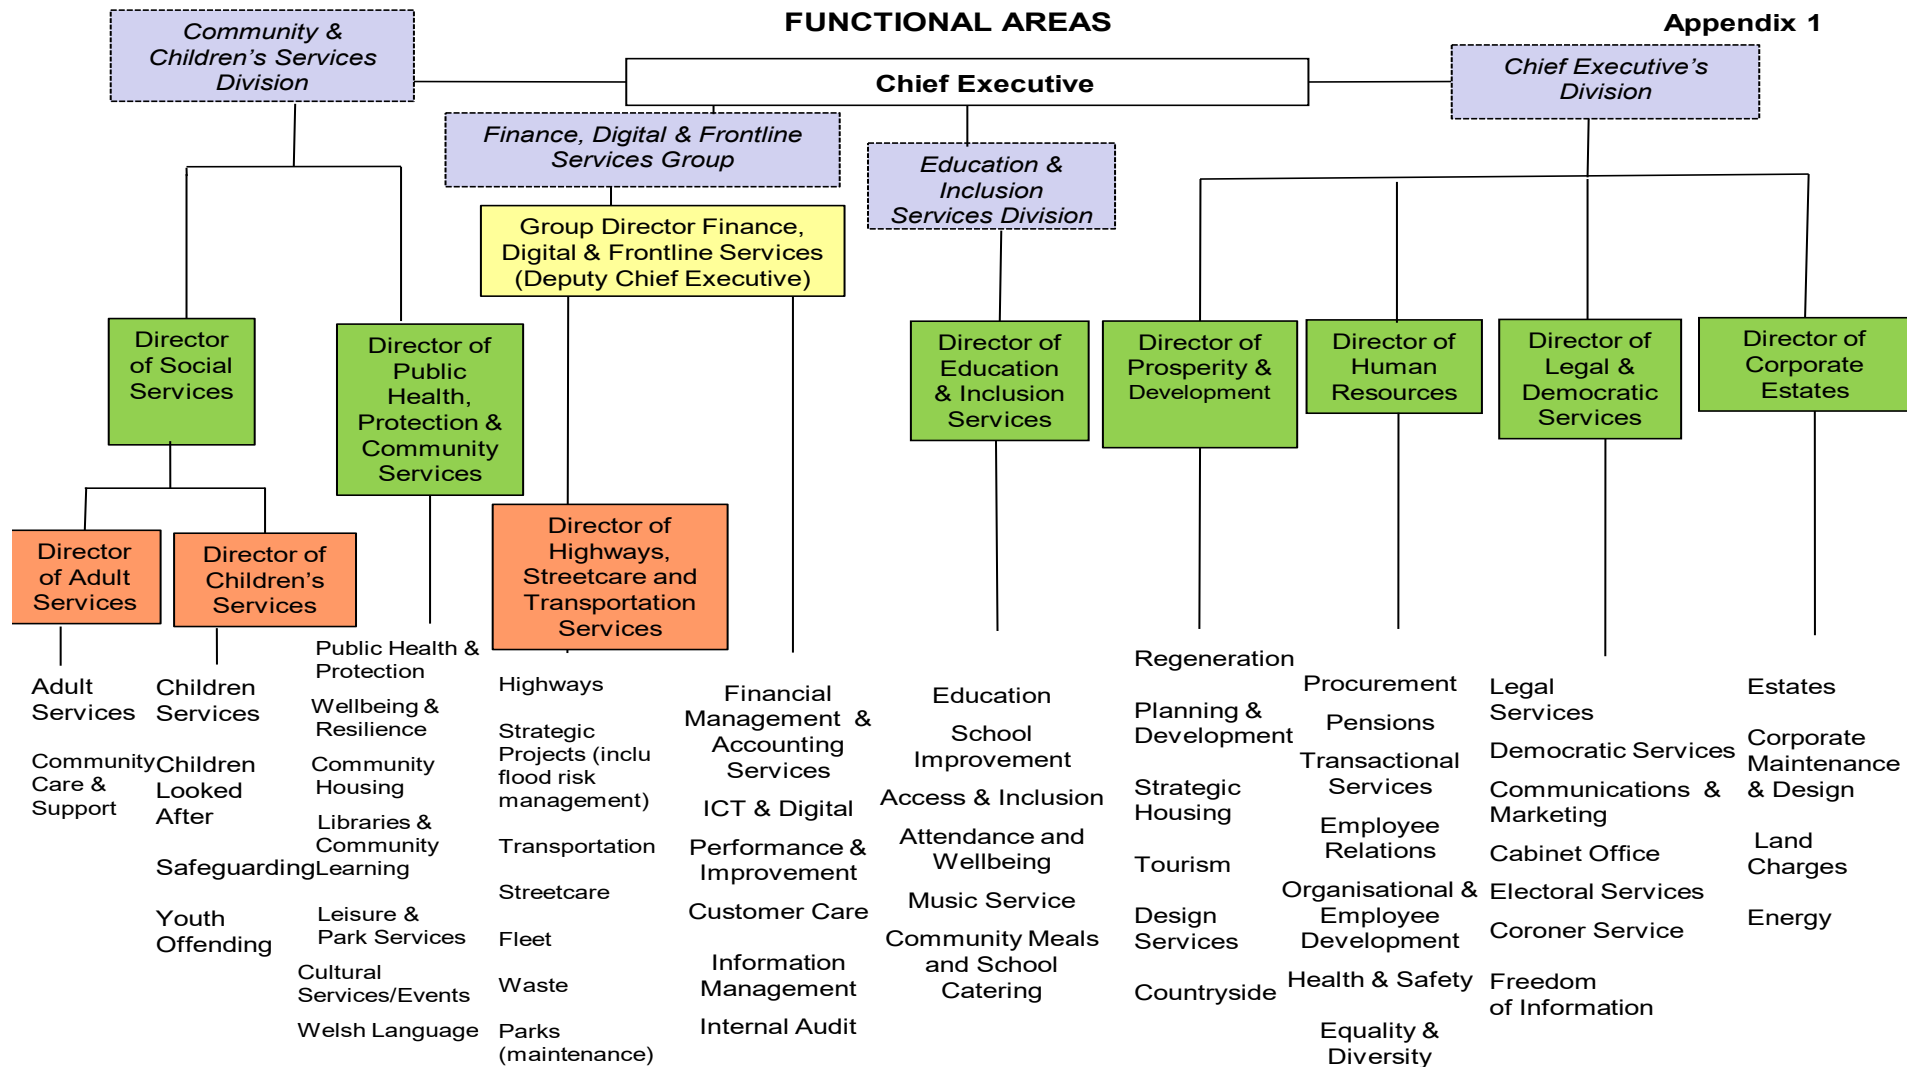 FUNCTIONAL AREAS
Appendix 1
Community &
Children's Services
Division
Chief Executive
Chief Executive's
Division
Finance, Digital & Frontline
Services Group
Education &
Inclusion
Services Division
Group Director Finance,
Digital & Frontline Services
(Deputy Chief Executive)
Director
of Social
Services
Director of
Public
Health,
Protection &
Community
Services
Director of
Education
& Inclusion
Services
Director of
Prosperity &
Development
Director of
Human
Resources
Director of
Legal &
Democratic
Services
Director of
Corporate
Estates
Director
of Adult
Services
Director of
Children's
Services
Director of
Highways,
Streetcare and
Transportation
Services
Adult
Services
Community
Care &
Support
Children
Services
Children
Looked
After
Safeguarding
Youth
Offending
Public Health &
Protection
Wellbeing &
Resilience
Community
Housing
Libraries &
Community
Learning
Leisure &
Park Services
Cultural
Services/Events
Welsh Language
Highways
Strategic
Projects (inclu
flood risk
management)
Transportation
Streetcare
Fleet
Waste
Parks
(maintenance)
Financial
Management &
Accounting
Services
ICT & Digital
Performance &
Improvement
Customer Care
Information
Management
Internal Audit
Education
School
Improvement
Access & Inclusion
Attendance and
Wellbeing
Music Service
Community Meals
and School
Catering
Regeneration
Planning &
Development
Strategic
Housing
Tourism
Design
Services
Countryside
Procurement
Pensions
Transactional
Services
Employee
Relations
Organisational &
Employee
Development
Health & Safety
Equality &
Diversity
Legal
Services
Democratic Services
Communications &
Marketing
Cabinet Office
Electoral Services
Coroner Service
Freedom
of Information
Estates
Corporate
Maintenance
& Design
Land
Charges
Energy